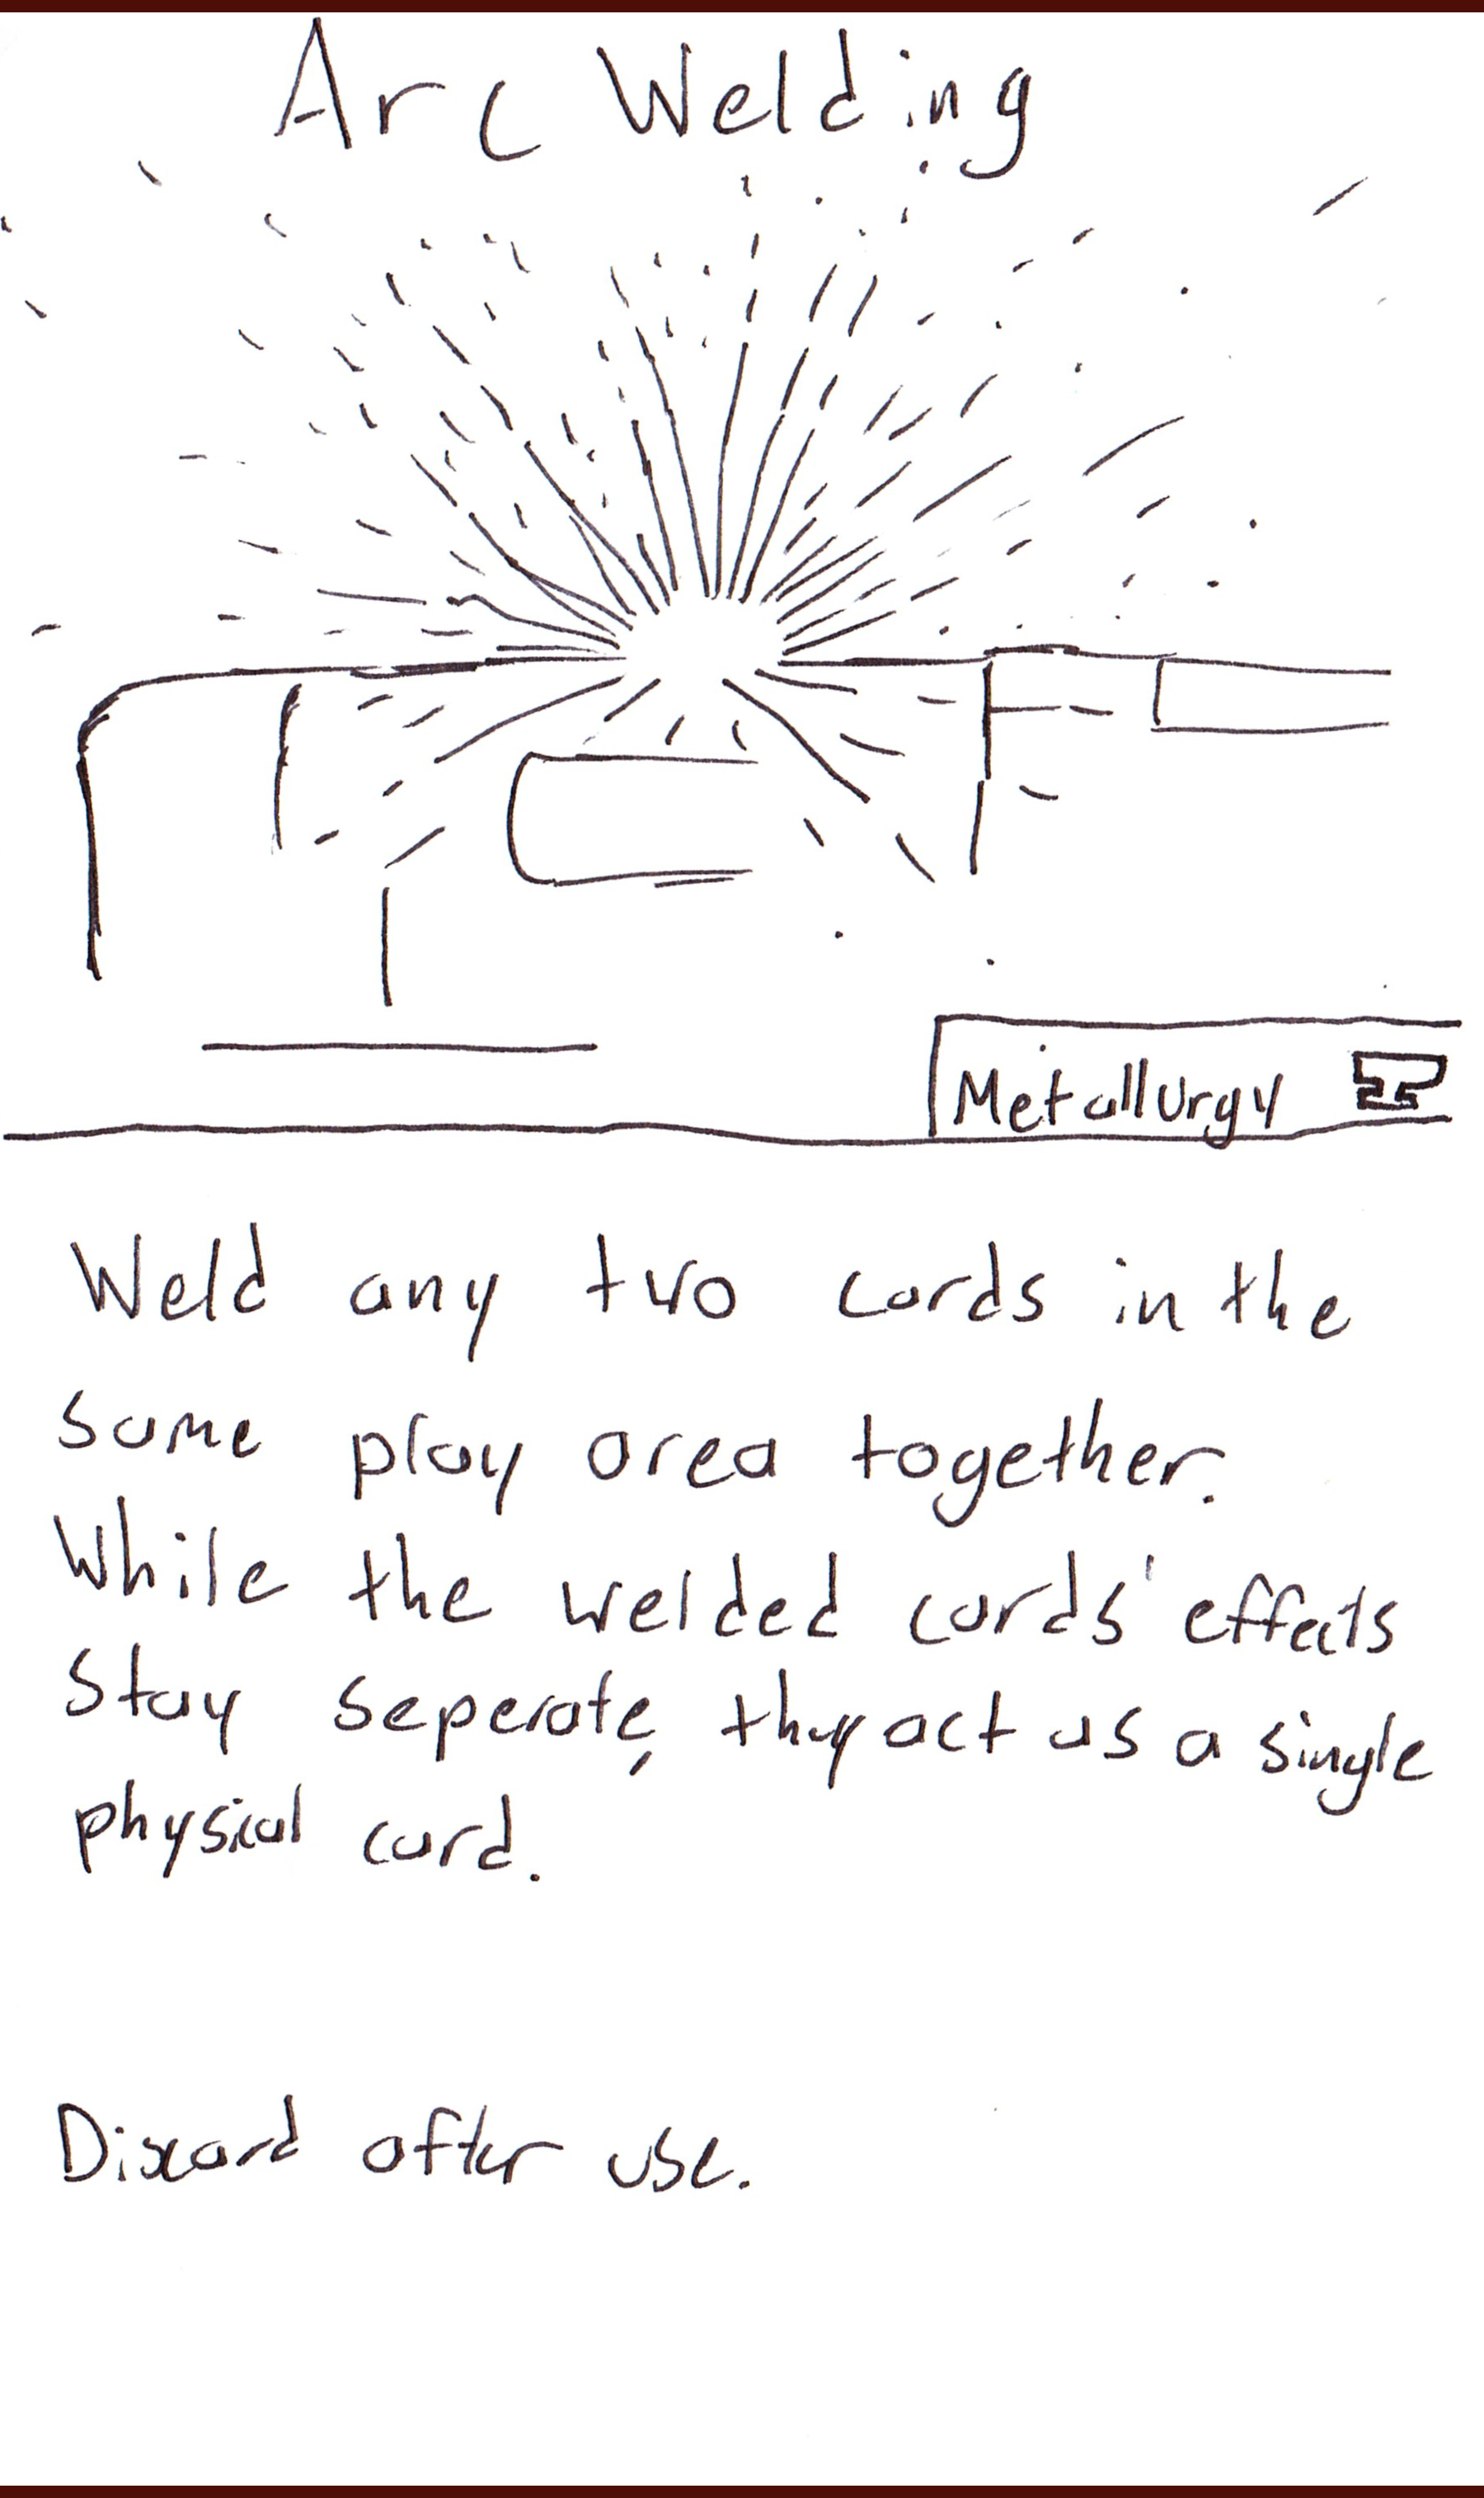 Arc Welding
Metallurgy
Weld any two cards in the
same play area together.
While the welded cards' effects
stay seperate, they act as a single
physical card.
Discard after use.